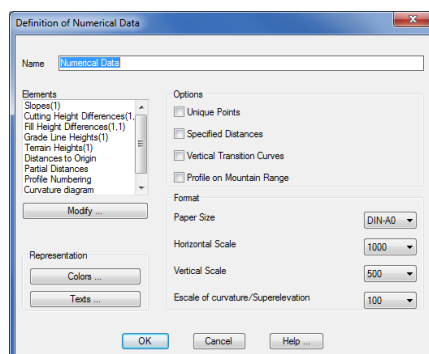 Definition of Numerical Data
Name
Numerical Data
Elements
Slopes(1)
Cutting Height Differences(1,
Fill Height Differences(1,1)
Grade Line Heights(1)
Terrain Heights(1)
Distances to Origin
Partial Distances
Profile Numbering
Curvature diagram
Modify ...
Representation
Colors ...
Texts ...
Options
Unique Points
Specified Distances
Vertical Transition Curves
Profile on Mountain Range
Format
Paper Size DIN-A0
Horizontal Scale 1000
Vertical Scale 500
Escale of curvature/Superelevation 100
OK Cancel Help ...